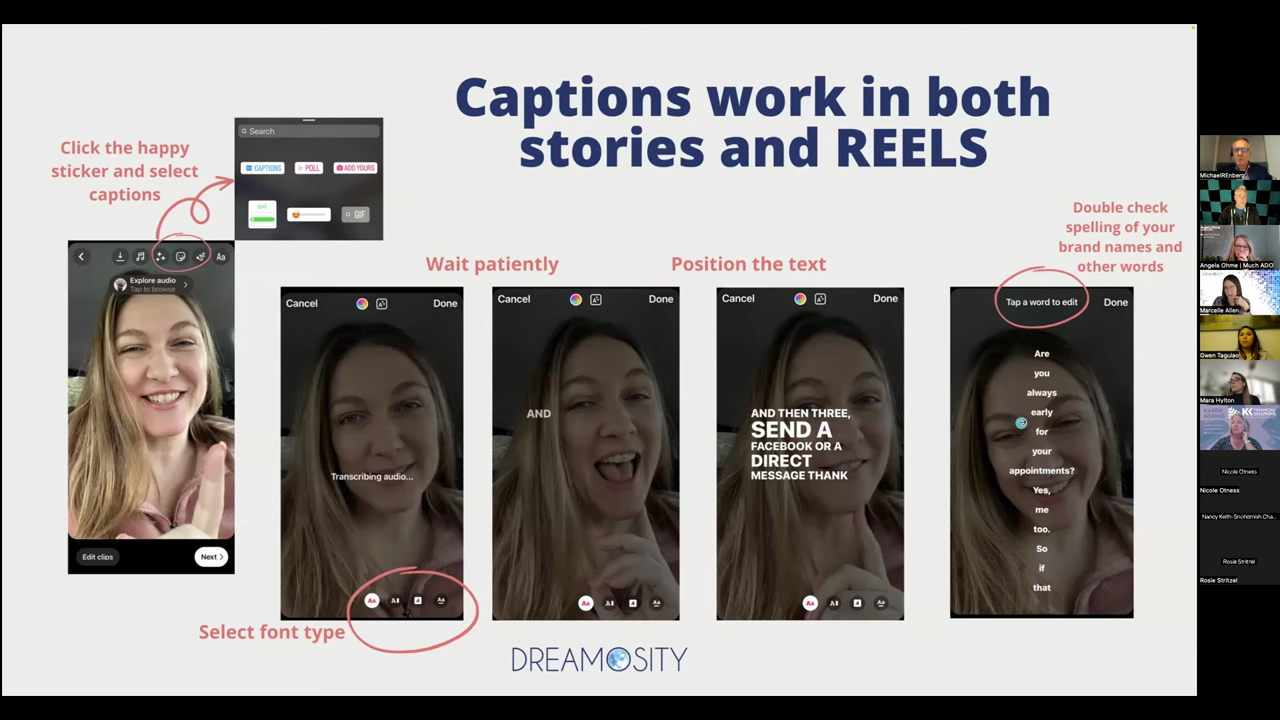 Captions work in both
stories and REELS
Click the happy
sticker and select
captions
Search
CAPTIONS
POLL
ADD YOURS
GIF
Aa
Explore audio
Tap to browse
Edit clips
Next
Select font type
Cancel
Done
Transcribing audio...
Wait patiently
Cancel
Done
AND
Position the text
Cancel
Done
AND THEN THREE,
SEND A
FACEBOOK OR A
DIRECT
MESSAGE THANK
Double check
spelling of your
brand names and
other words
Tap a word to edit
Done
Are
you
always
early
for
your
appointments?
Yes,
me
too.
So
if
that
DREAMOSITY
MichaelREnberg
Angela Ohme | Much ADO
Marcelle Allen
Gwen Tagulao
Mara Hylton
Nicole Otness
Nicole Otness
Nancy Keith-Snohomish Cha...
Rosie Stritzel
Rosie Stritzel